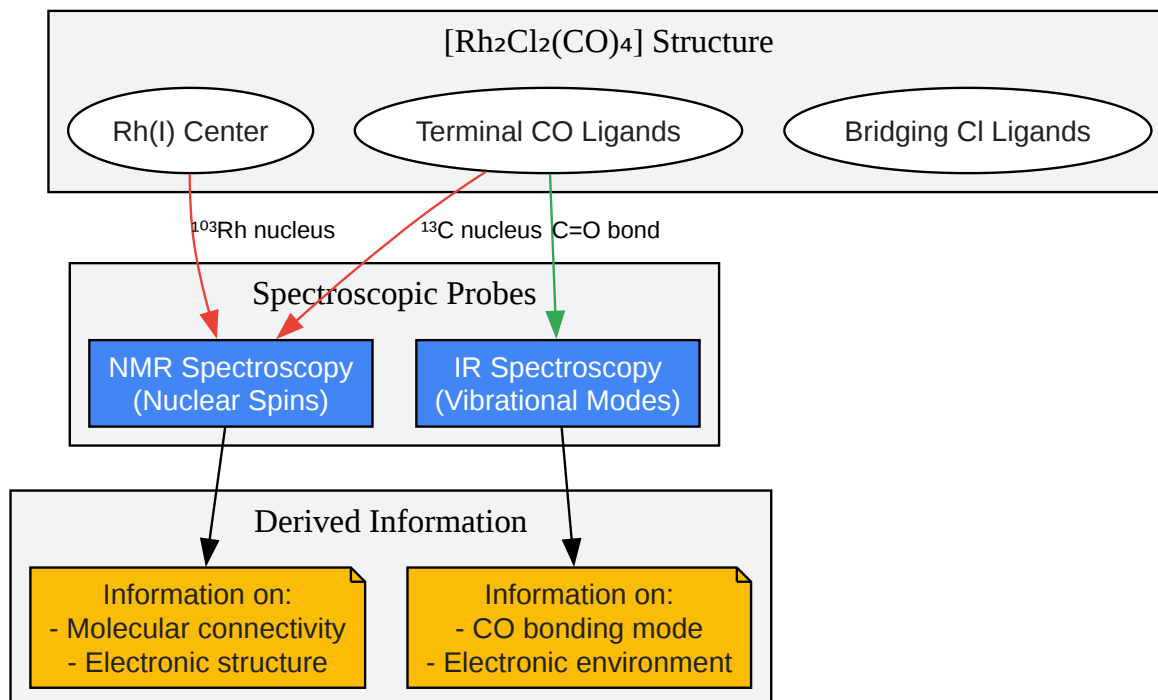 [Rh₂Cl₂(CO)₄] Structure
Rh(I) Center
Terminal CO Ligands
Bridging Cl Ligands
¹⁰³Rh nucleus
¹³C nucleus
C=O bond
Spectroscopic Probes
NMR Spectroscopy
(Nuclear Spins)
IR Spectroscopy
(Vibrational Modes)
Derived Information
Information on:
- Molecular connectivity
- Electronic structure
Information on:
- CO bonding mode
- Electronic environment